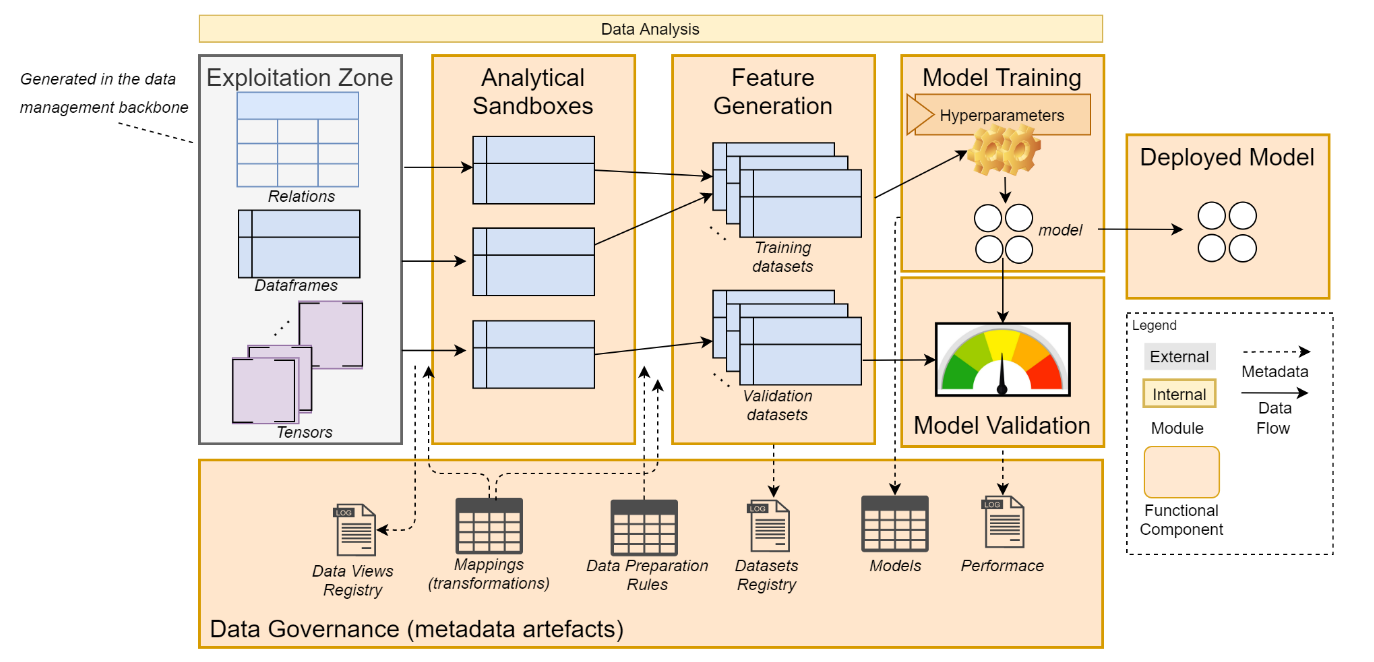 Data Analysis
Generated in the data
management backbone
Exploitation Zone
Relations
Dataframes
Tensors
Analytical
Sandboxes
Feature
Generation
Training
datasets
Validation
datasets
Model Training
Hyperparameters
model
Model Validation
Deployed Model
Legend
External
Internal
Module
Metadata
Data
Flow
Functional
Component
LOG
Data Views
Registry
Mappings
(transformations)
Data Preparation
Rules
LOG
Datasets
Registry
Models
LOG
Performace
Data Governance (metadata artefacts)